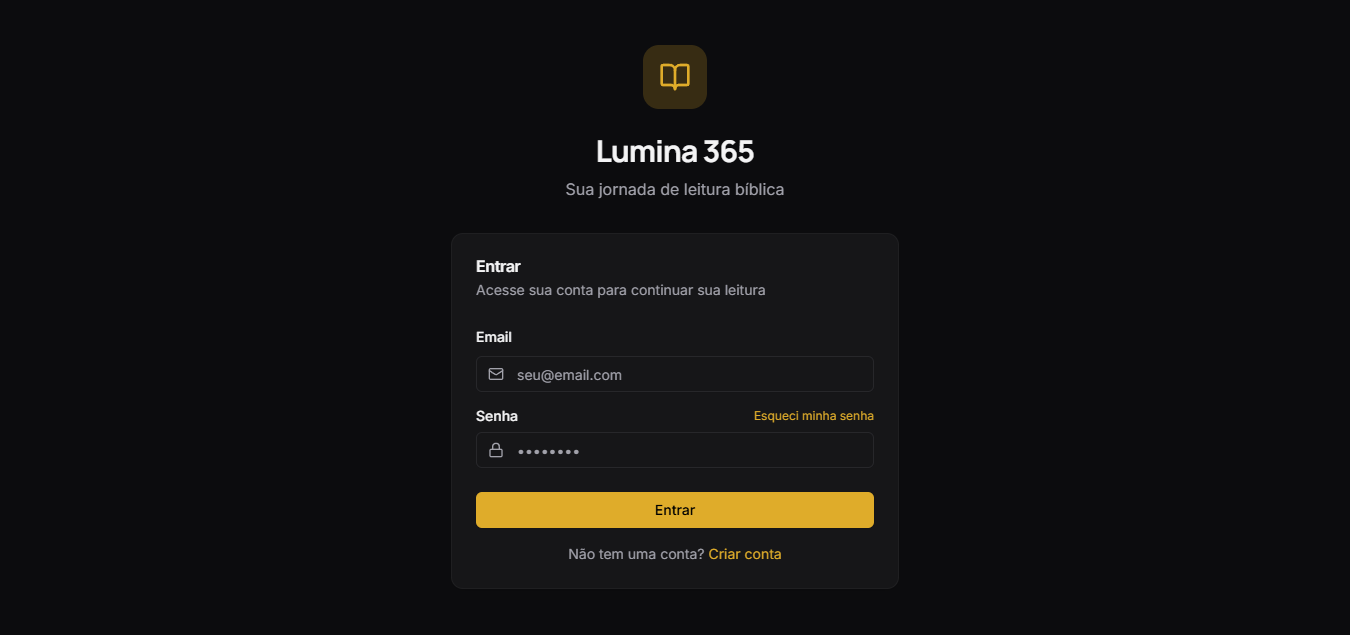 Lumina 365
Sua jornada de leitura bíblica
Entrar
Acesse sua conta para continuar sua leitura
Email
seu@email.com
Senha
Esqueci minha senha
••••••••
Entrar
Não tem uma conta? Criar conta